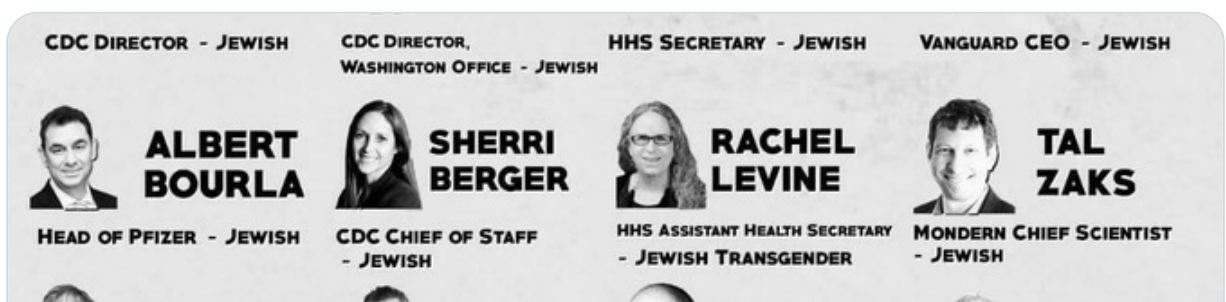 CDC Director - Jewish
CDC Director,
Washington Office - Jewish
HHS Secretary - Jewish
Vanguard CEO - Jewish
ALBERT
BOURLA
Head of Pfizer - Jewish
SHERRI
BERGER
CDC Chief of Staff
- Jewish
RACHEL
LEVINE
HHS Assistant Health Secretary
- Jewish Transgender
TAL
ZAKS
Mondern Chief Scientist
- Jewish